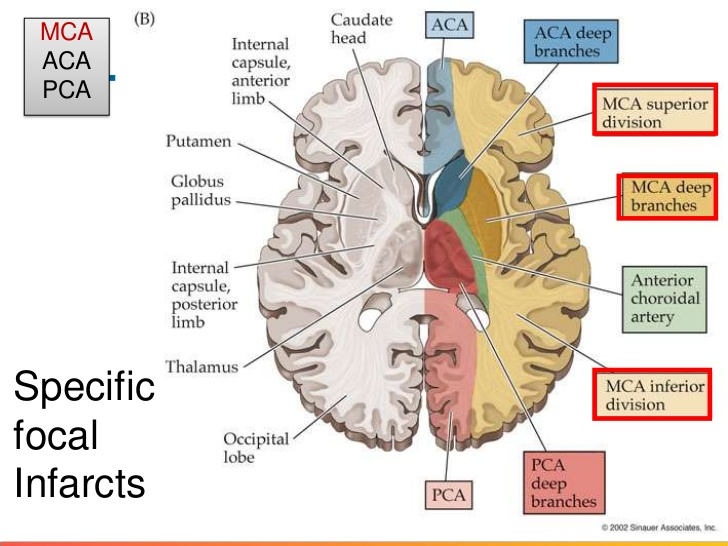 MCA
ACA
PCA
(B)
Caudate
head
ACA
ACA deep
branches
Internal
capsule,
anterior
limb
MCA superior
division
Putamen
Globus
pallidus
MCA deep
branches
Internal
capsule,
posterior
limb
Anterior
choroidal
artery
Thalamus
MCA inferior
division
Specific
focal
Infarcts
Occipital
lobe
PCA
PCA
deep
branches
© 2002 Sinauer Associates, Inc.